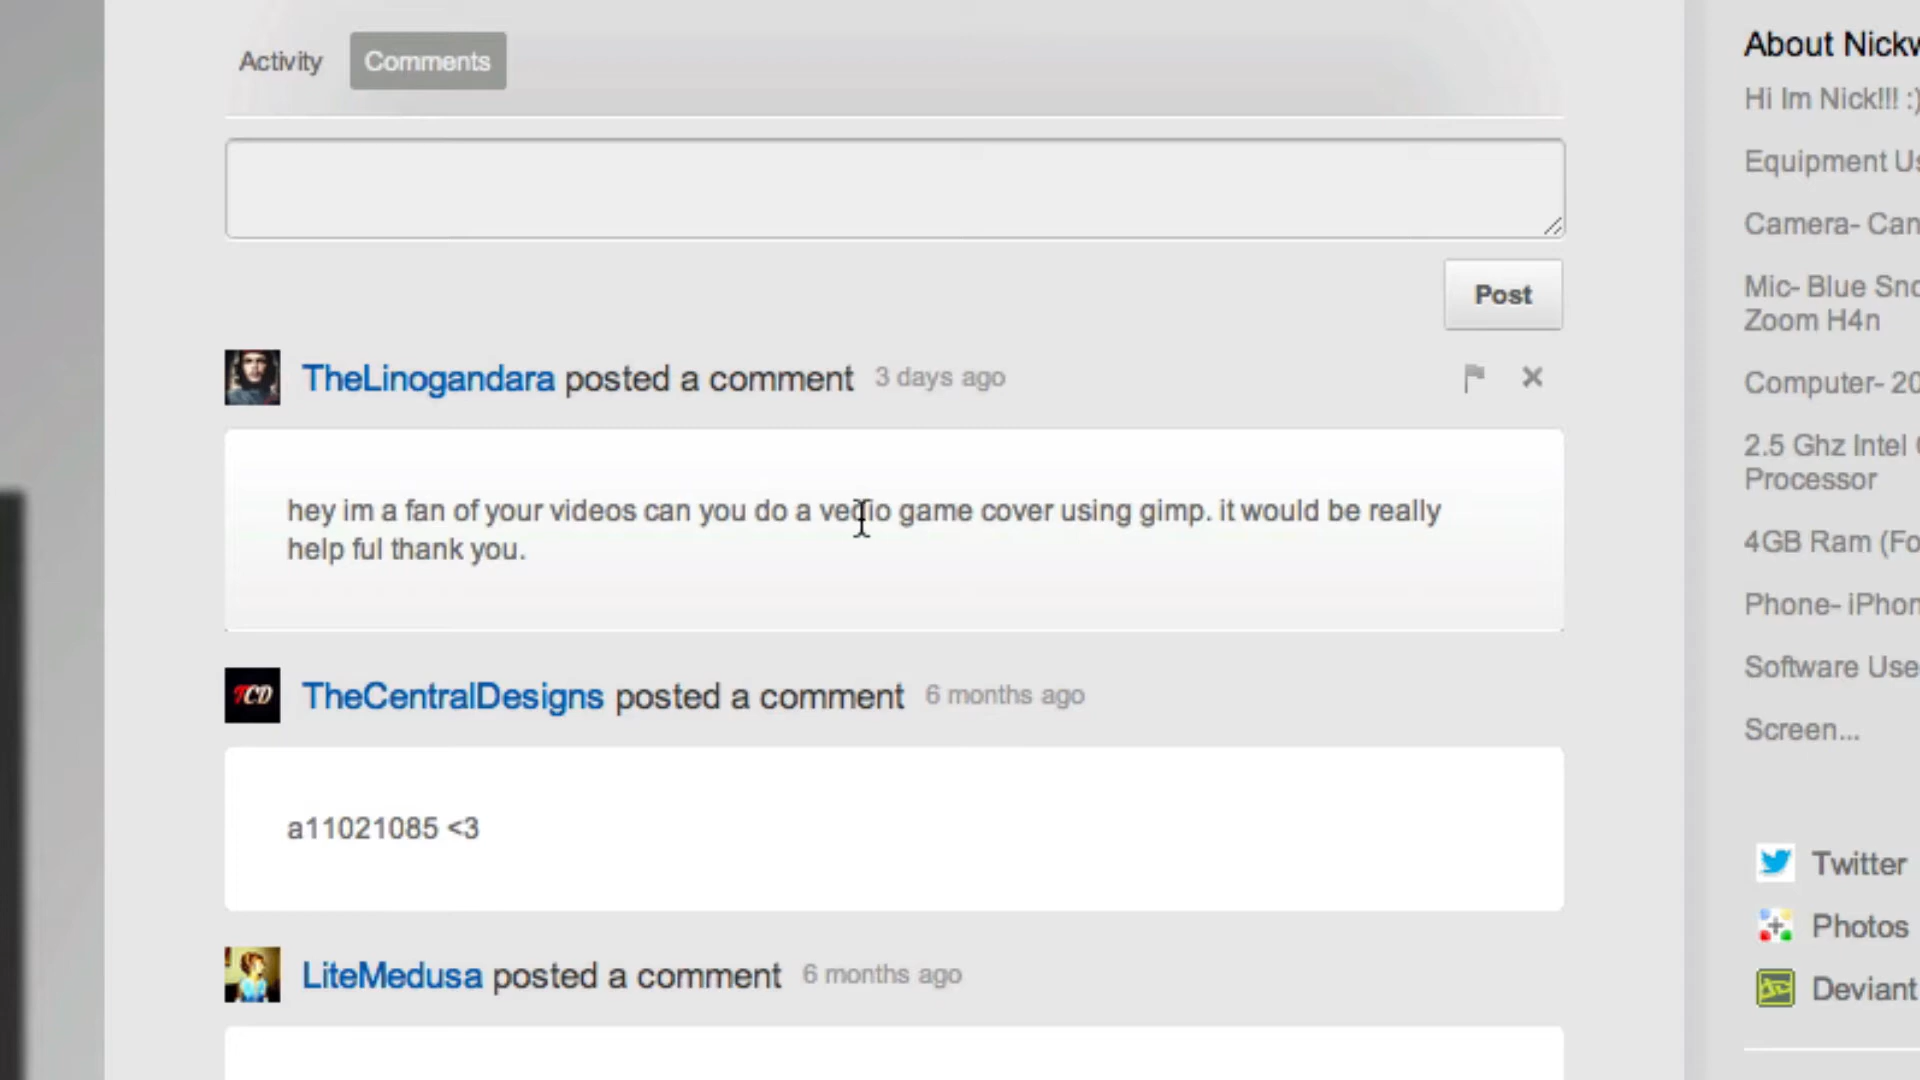 Activity
Comments
Post
TheLinogandara posted a comment 3 days ago
hey im a fan of your videos can you do a vedio game cover using gimp. it would be really
help ful thank you.
TCD
TheCentralDesigns posted a comment 6 months ago
a11021085 <3
LiteMedusa posted a comment 6 months ago
About Nickw
Hi Im Nick!!! :)
Equipment Us
Camera- Can
Mic- Blue Sno
Zoom H4n
Computer- 20
2.5 Ghz Intel
Processor
4GB Ram (Fo
Phone- iPhon
Software Use
Screen...
Twitter
Photos
Deviant